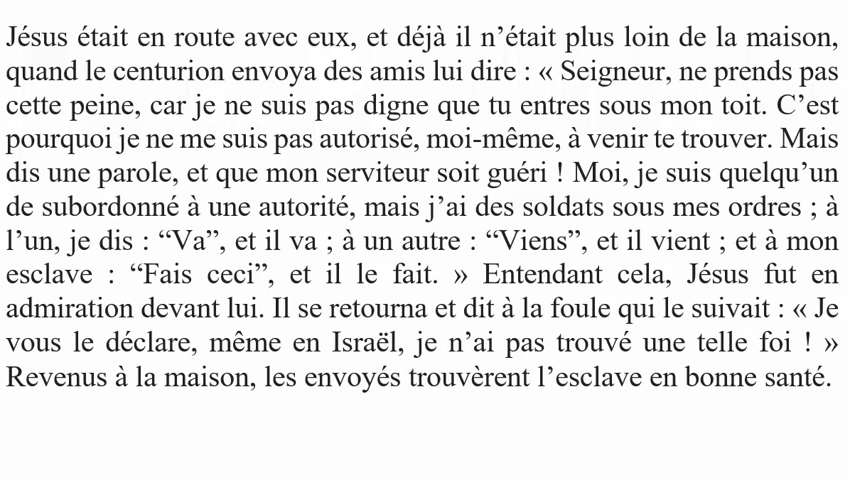 Jésus était en route avec eux, et déjà il n’était plus loin de la maison,
quand le centurion envoya des amis lui dire : « Seigneur, ne prends pas
cette peine, car je ne suis pas digne que tu entres sous mon toit. C’est
pourquoi je ne me suis pas autorisé, moi-même, à venir te trouver. Mais
dis une parole, et que mon serviteur soit guéri ! Moi, je suis quelqu’un
de subordonné à une autorité, mais j’ai des soldats sous mes ordres ; à
l’un, je dis : “Va”, et il va ; à un autre : “Viens”, et il vient ; et à mon
esclave : “Fais ceci”, et il le fait. » Entendant cela, Jésus fut en
admiration devant lui. Il se retourna et dit à la foule qui le suivait : « Je
vous le déclare, même en Israël, je n’ai pas trouvé une telle foi ! »
Revenus à la maison, les envoyés trouvèrent l’esclave en bonne santé.